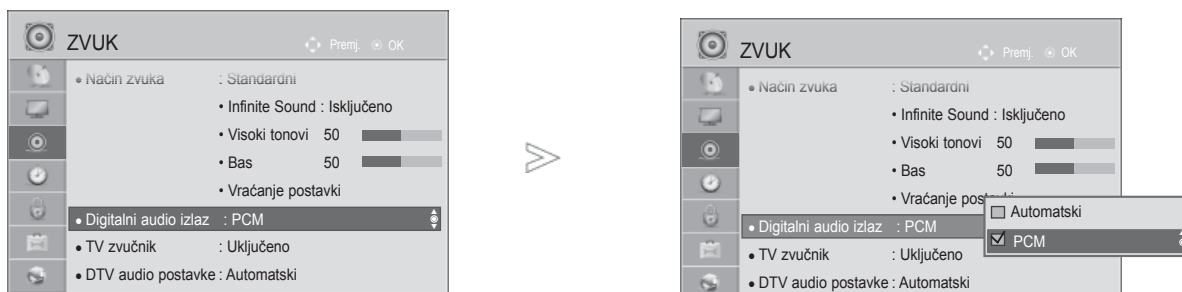 ZVUK
Premj. OK
• Način zvuka : Standardni
• Infinite Sound : Isključeno
• Visoki tonovi 50
• Bas 50
• Vraćanje postavki
• Digitalni audio izlaz : PCM
• TV zvučnik : Uključeno
• DTV audio postavke : Automatski
>
ZVUK
Premj. OK
• Način zvuka : Standardni
• Infinite Sound : Isključeno
• Visoki tonovi 50
• Bas 50
• Vraćanje
• Digitalni audio izlaz : PCM
• TV zvučnik : Uključeno
• DTV audio postavke : Automatski
Automatski
PCM